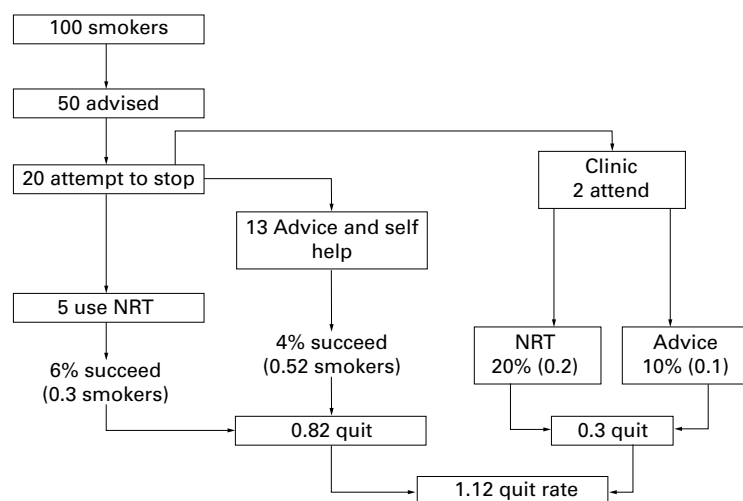 100 smokers
50 advised
20 attempt to stop
Clinic
2 attend
13 Advice and self
help
5 use NRT
6% succeed
(0.3 smokers)
4% succeed
(0.52 smokers)
NRT
20% (0.2)
Advice
10% (0.1)
0.82 quit
0.3 quit
1.12 quit rate